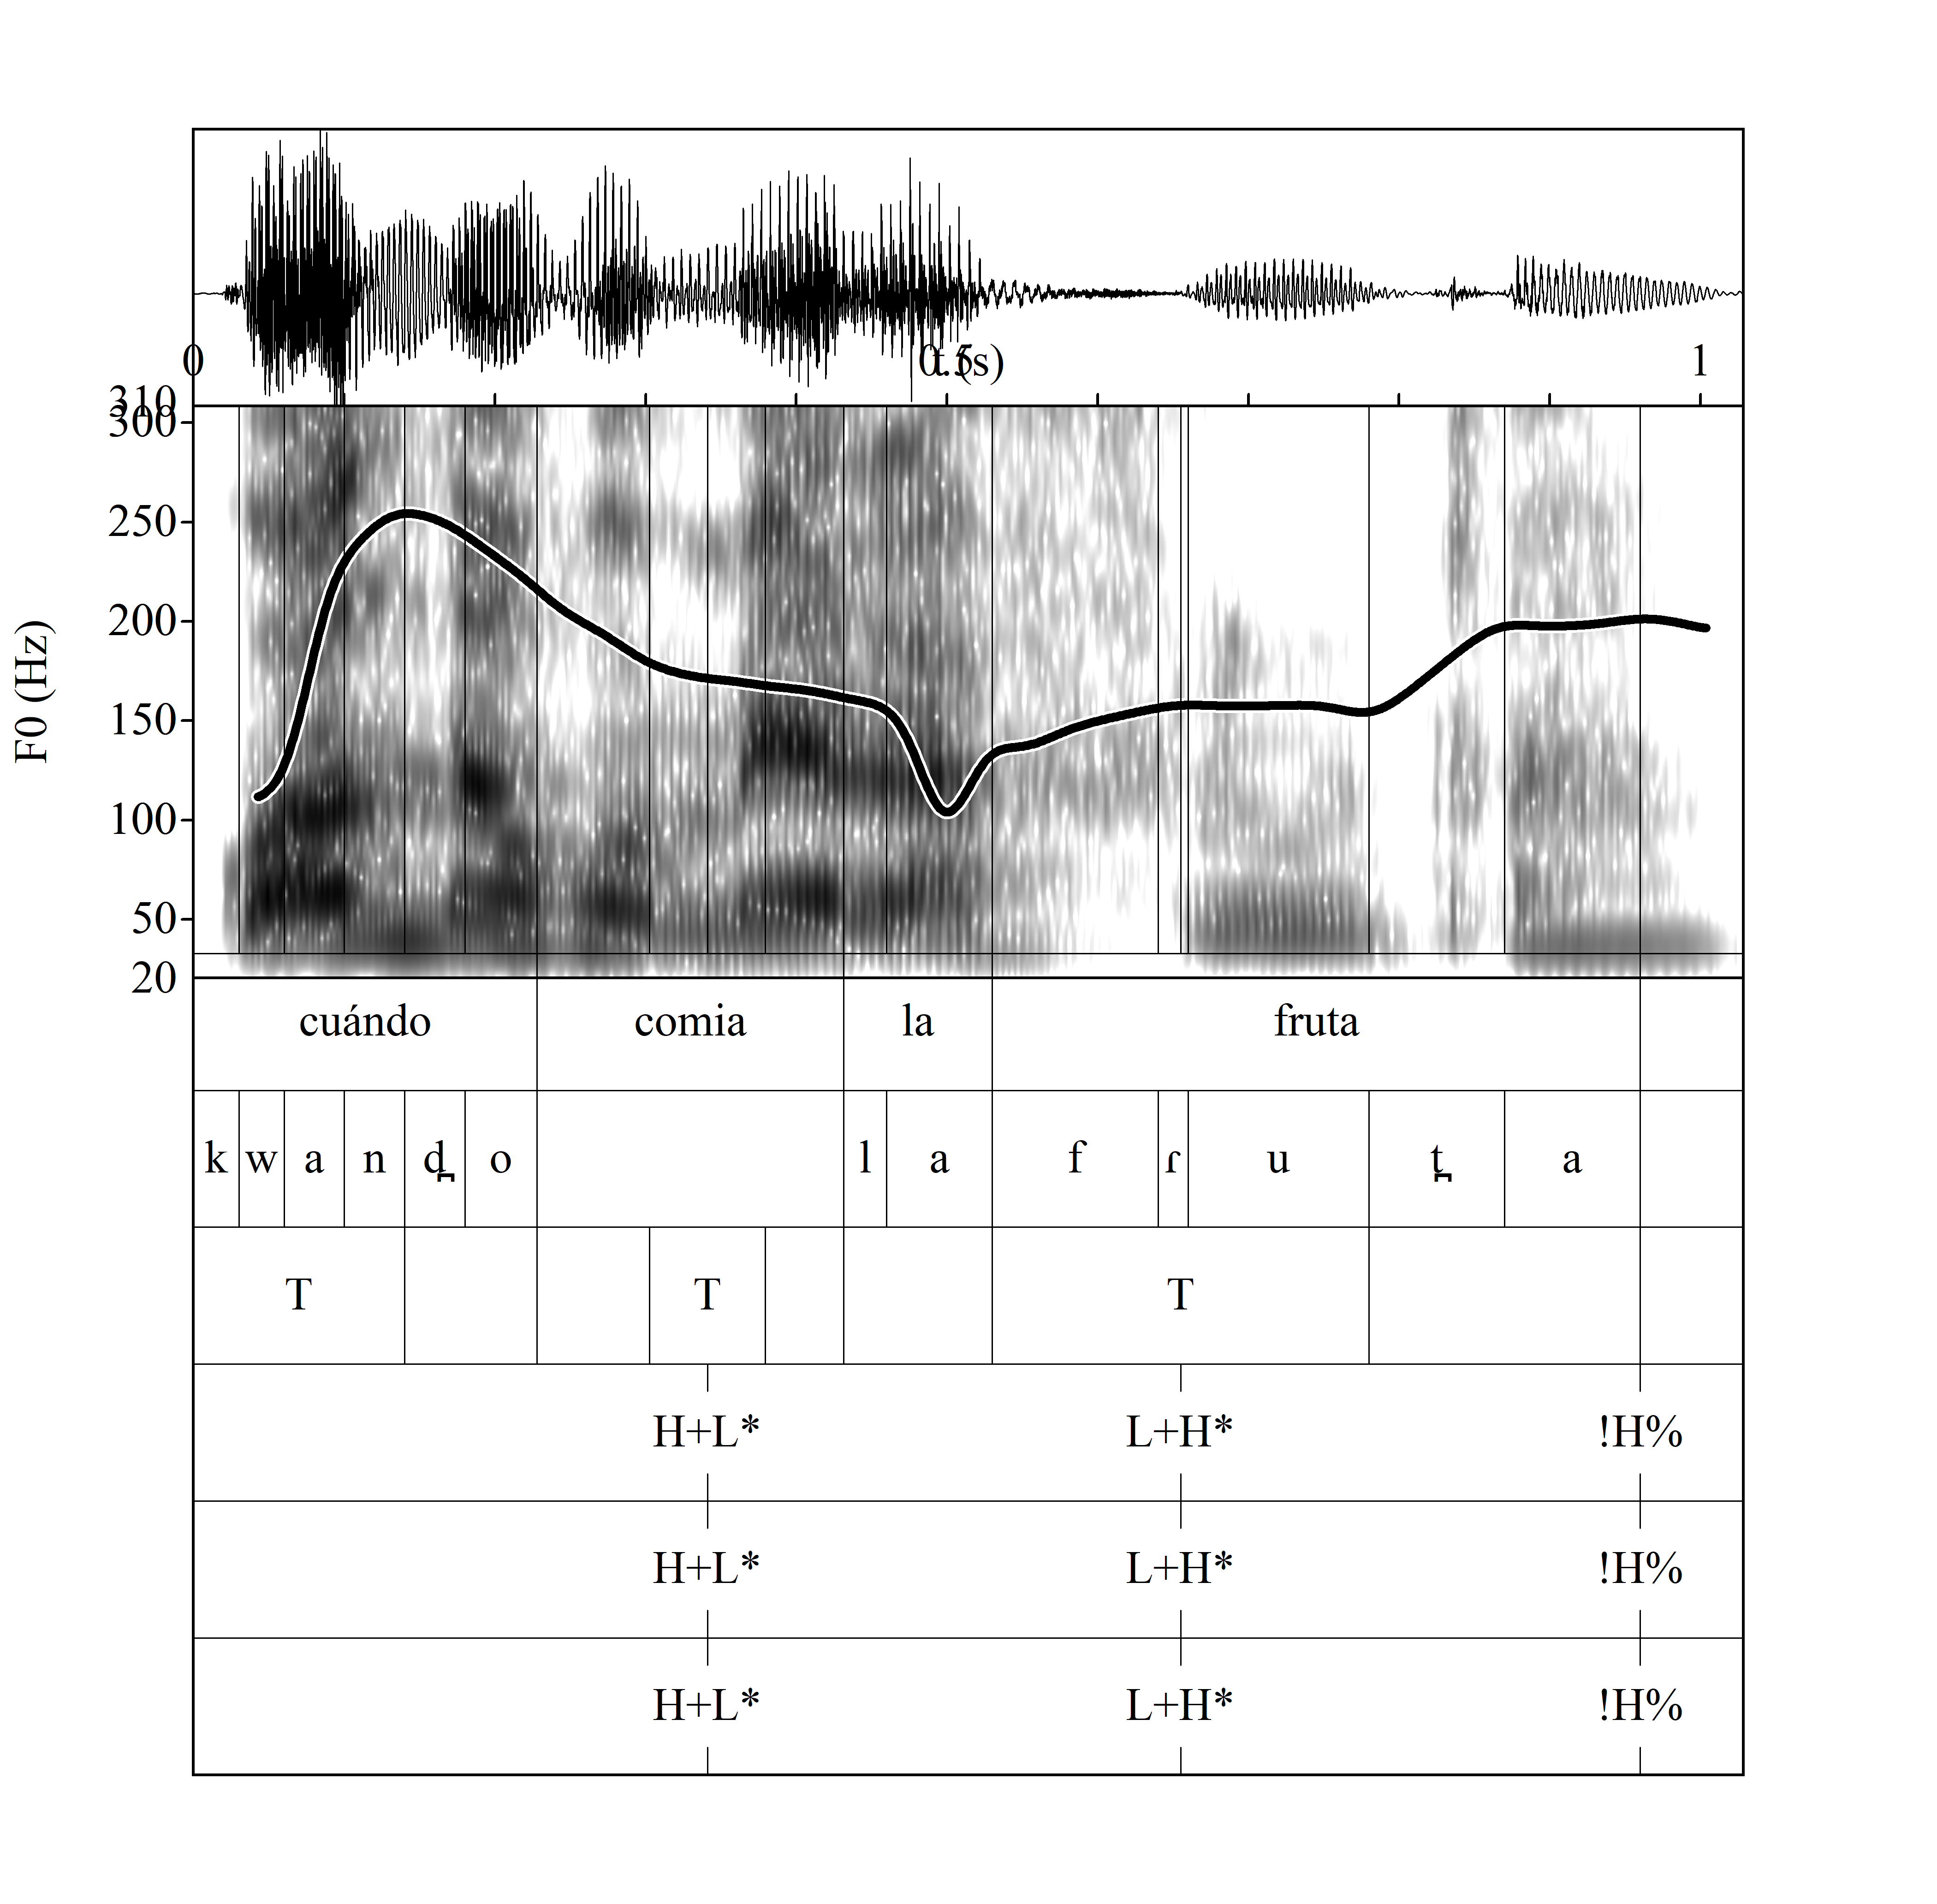 0 0.5 t (s) 1
310
300
250
200
150
100
50
20
F0 (Hz)
cuándo comia la fruta
k w a n d̪ o l a f ɾ u t̪ a
T T T
H+L* L+H* !H%
H+L* L+H* !H%
H+L* L+H* !H%